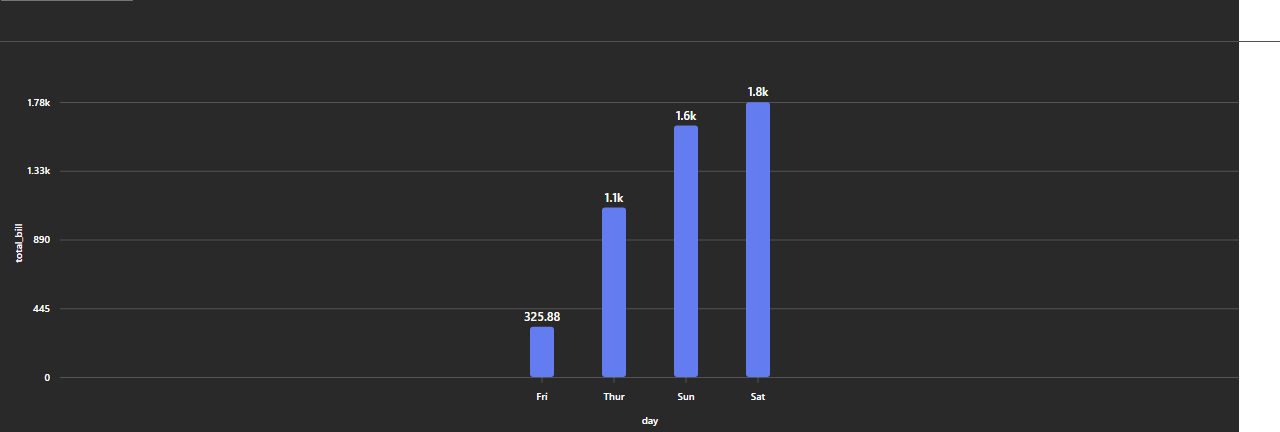 1.8k
1.78k
1.6k
1.33k
1.1k
total_bill
890
445
325.88
0
Fri Thur Sun Sat
day